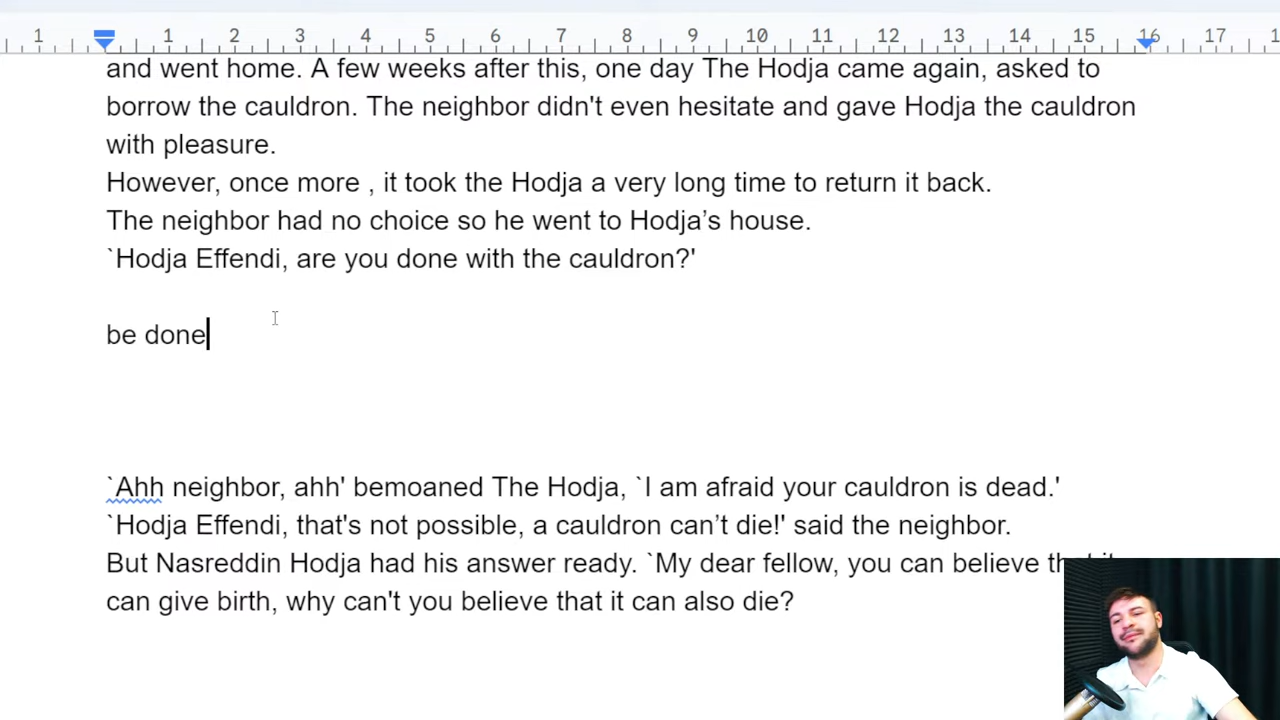 1 1 2 3 4 5 6 7 8 9 10 11 12 13 14 15 16 17
and went home. A few weeks after this, one day The Hodja came again, asked to
borrow the cauldron. The neighbor didn't even hesitate and gave Hodja the cauldron
with pleasure.
However, once more , it took the Hodja a very long time to return it back.
The neighbor had no choice so he went to Hodja’s house.
`Hodja Effendi, are you done with the cauldron?'
be done
`Ahh neighbor, ahh' bemoaned The Hodja, `I am afraid your cauldron is dead.'
`Hodja Effendi, that's not possible, a cauldron can’t die!' said the neighbor.
But Nasreddin Hodja had his answer ready. `My dear fellow, you can believe that it
can give birth, why can't you believe that it can also die?